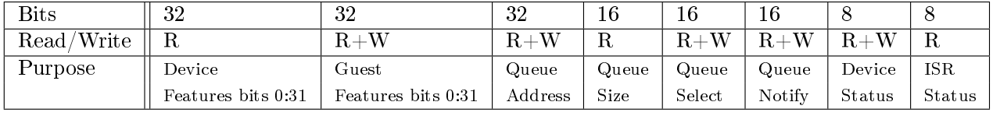 Bits 32 32 32 16 16 16 8 8
Read/Write R R+W R+W R R+W R+W R+W R
Purpose Device Guest Queue Queue Queue Queue Device ISR
Features bits 0:31 Features bits 0:31 Address Size Select Notify Status Status